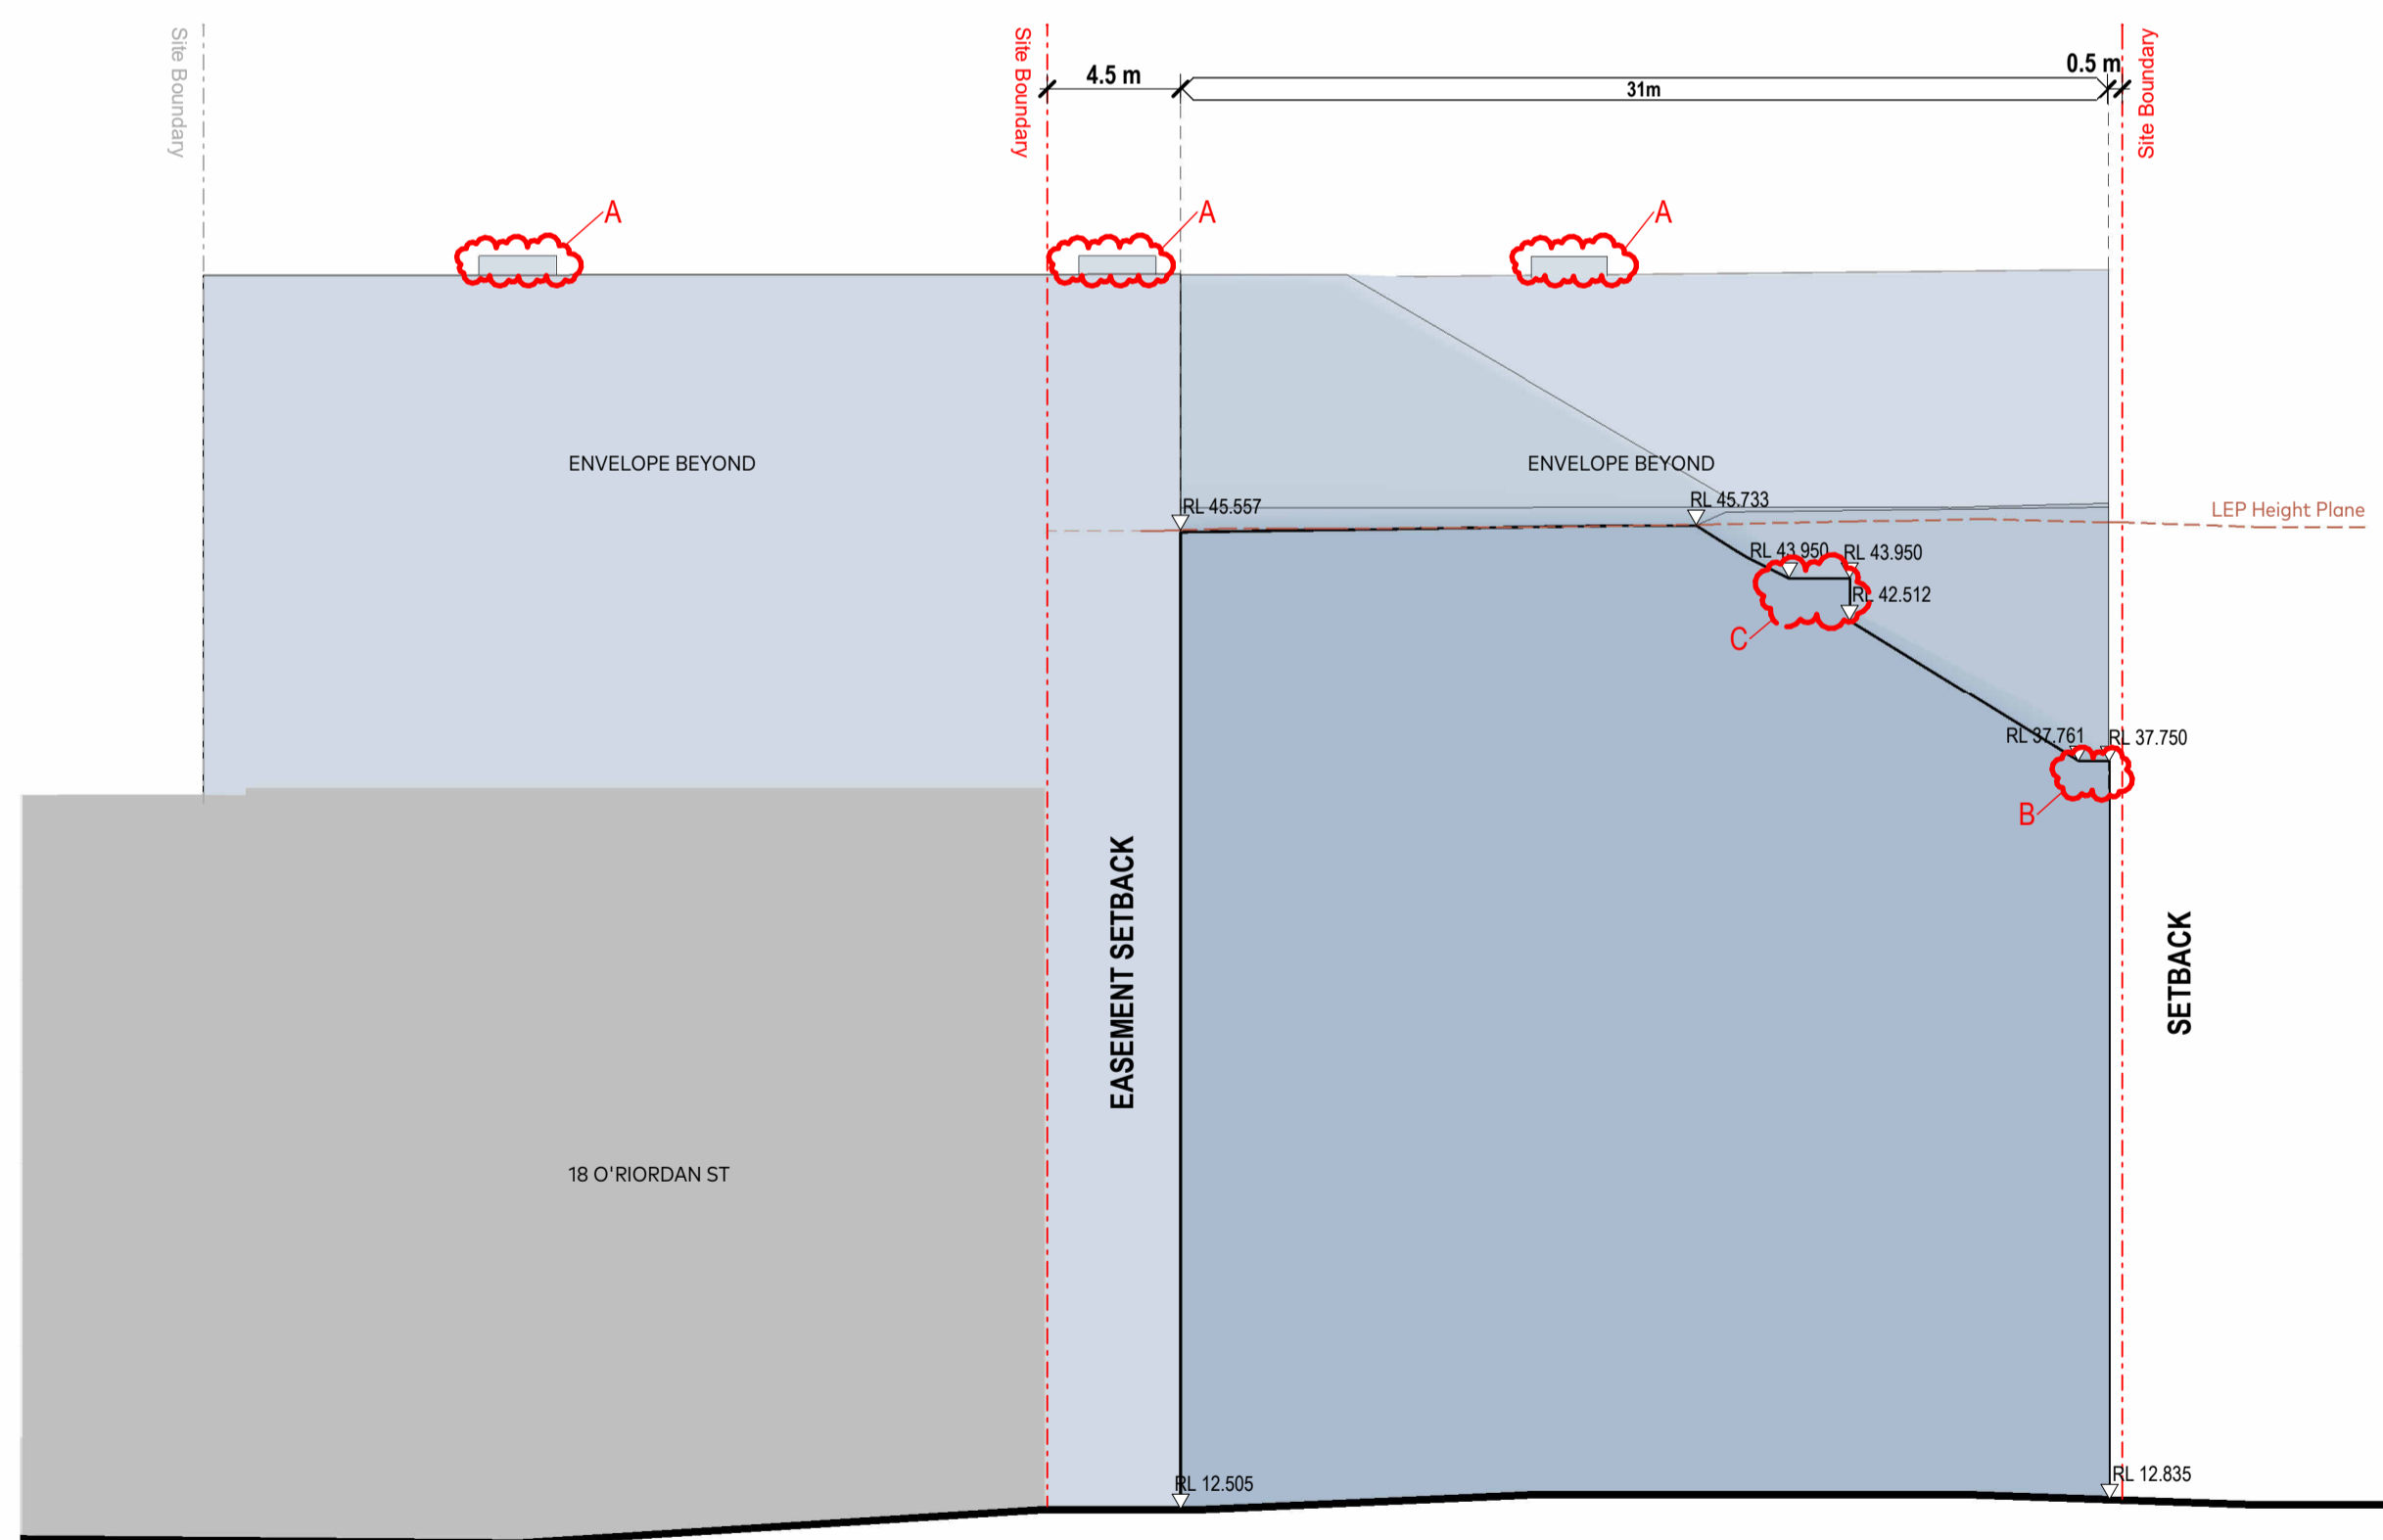 Site Boundary
Site Boundary
Site Boundary
4.5 m
31m
0.5 m
A
A
A
ENVELOPE BEYOND
ENVELOPE BEYOND
RL 45.557
RL 45.733
LEP Height Plane
RL 43.950
RL 43.950
RL 42.512
C
RL 37.761
RL 37.750
B
EASEMENT SETBACK
SETBACK
18 O'RIORDAN ST
RL 12.505
RL 12.835